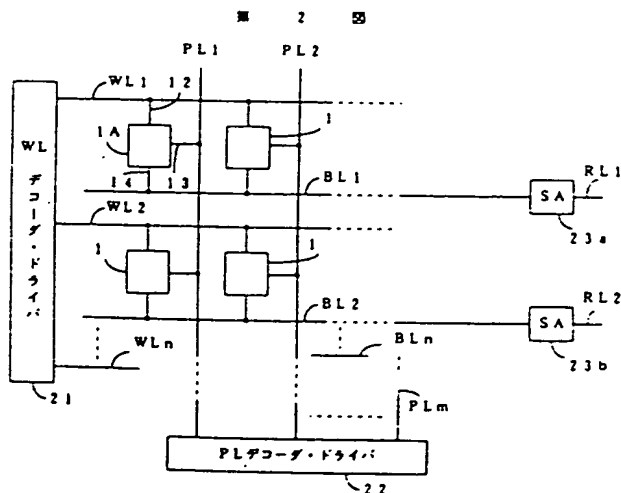 第 2 図
PL1 PL2
WL1 12
1A 1
13
14 BL1 SA RL1
WL2 23a
1 1
BL2 SA RL2
WLn BLn 23b
PLm
WL デコーダ・ドライバ
21
PLデコーダ・ドライバ
22